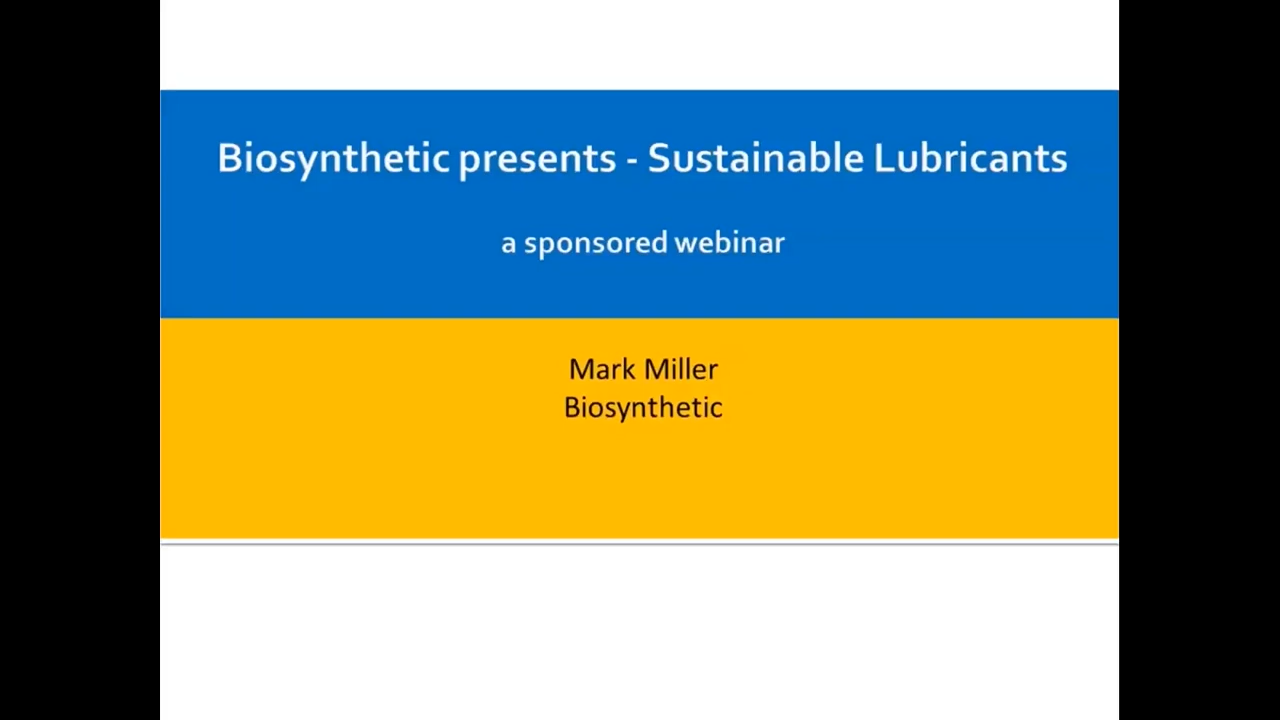 Biosynthetic presents - Sustainable Lubricants
a sponsored webinar
Mark Miller
Biosynthetic